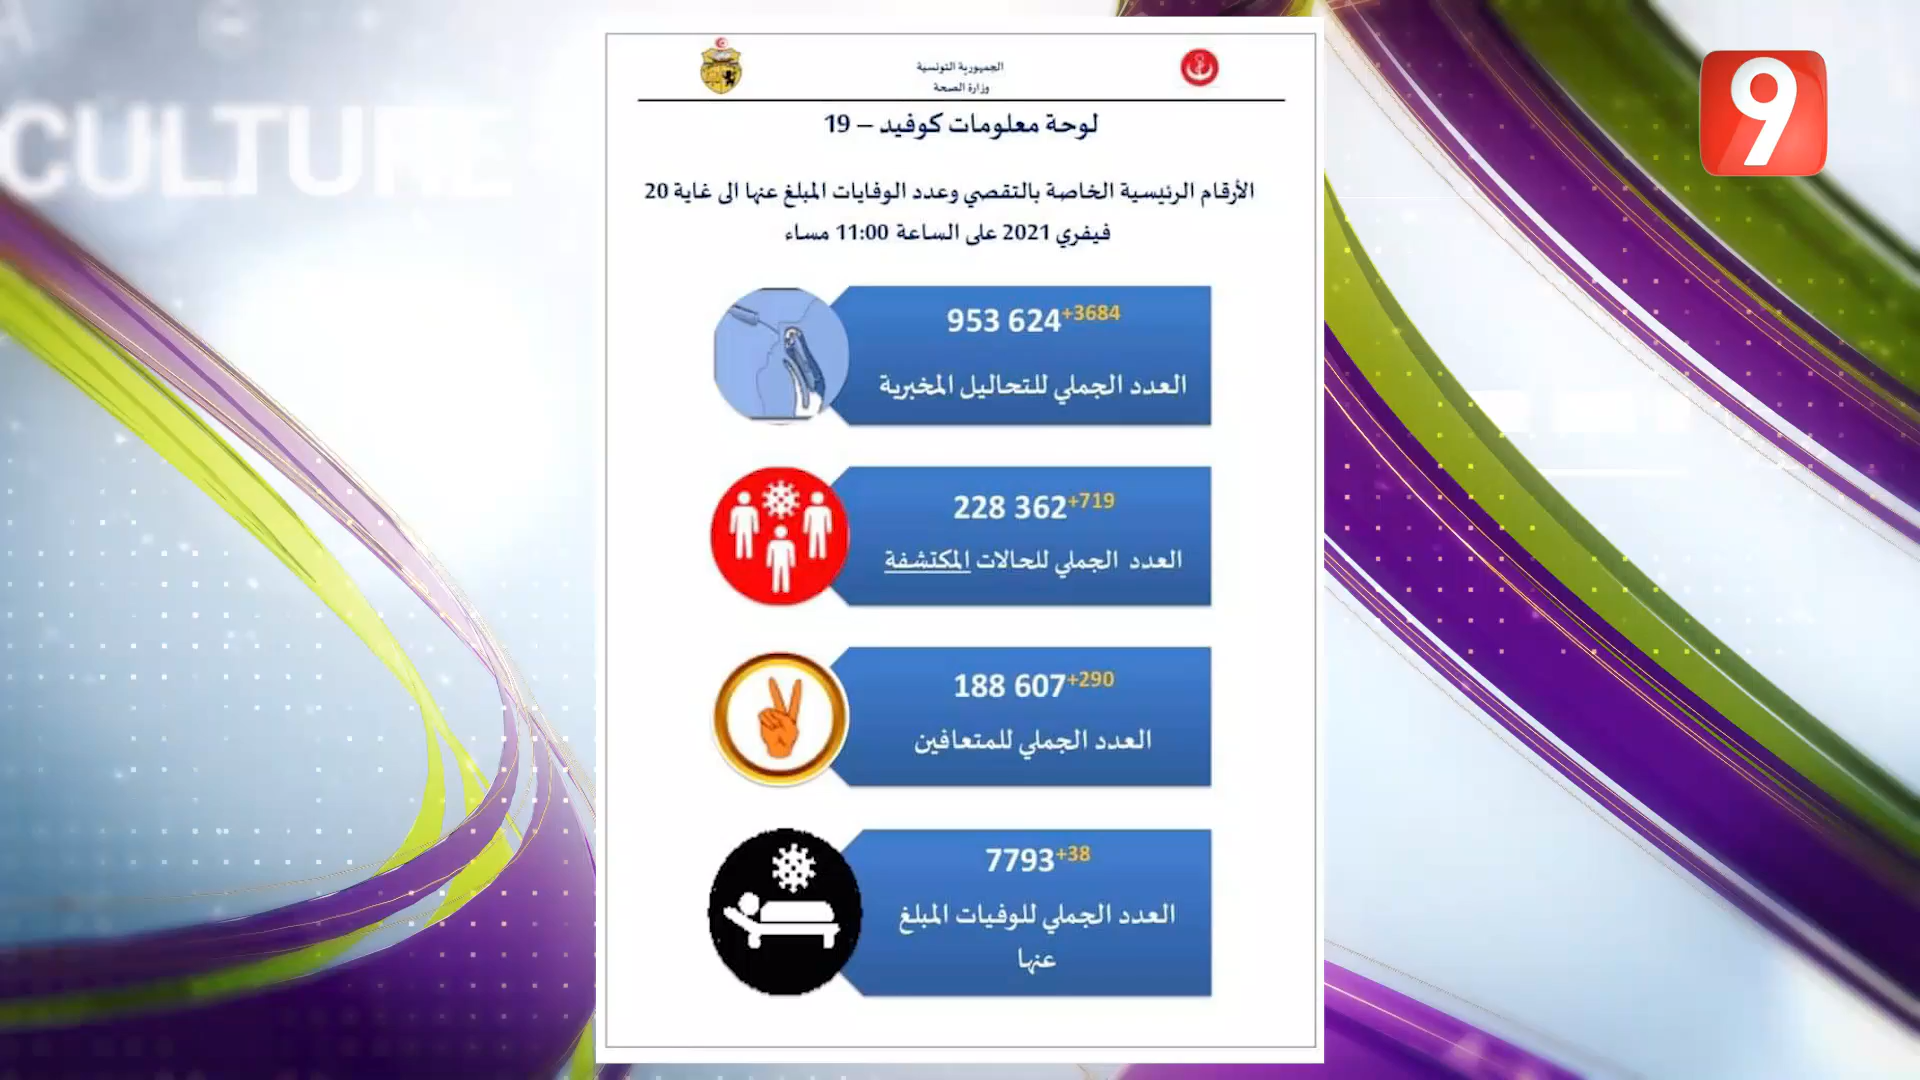 CULTURE
9
الجمهورية التونسية
وزارة الصحة
لوحة معلومات كوفيد – 19
الأرقام الرئيسية الخاصة بالتقصي وعدد الوفايات المبلغ عنها الى غاية 20
فيفري 2021 على الساعة 11:00 مساء
953 624+3684
العدد الجملي للتحاليل المخبرية
228 362+719
العدد الجملي للحالات المكتشفة
188 607+290
العدد الجملي للمتعافين
7793+38
العدد الجملي للوفيات المبلغ
عنها